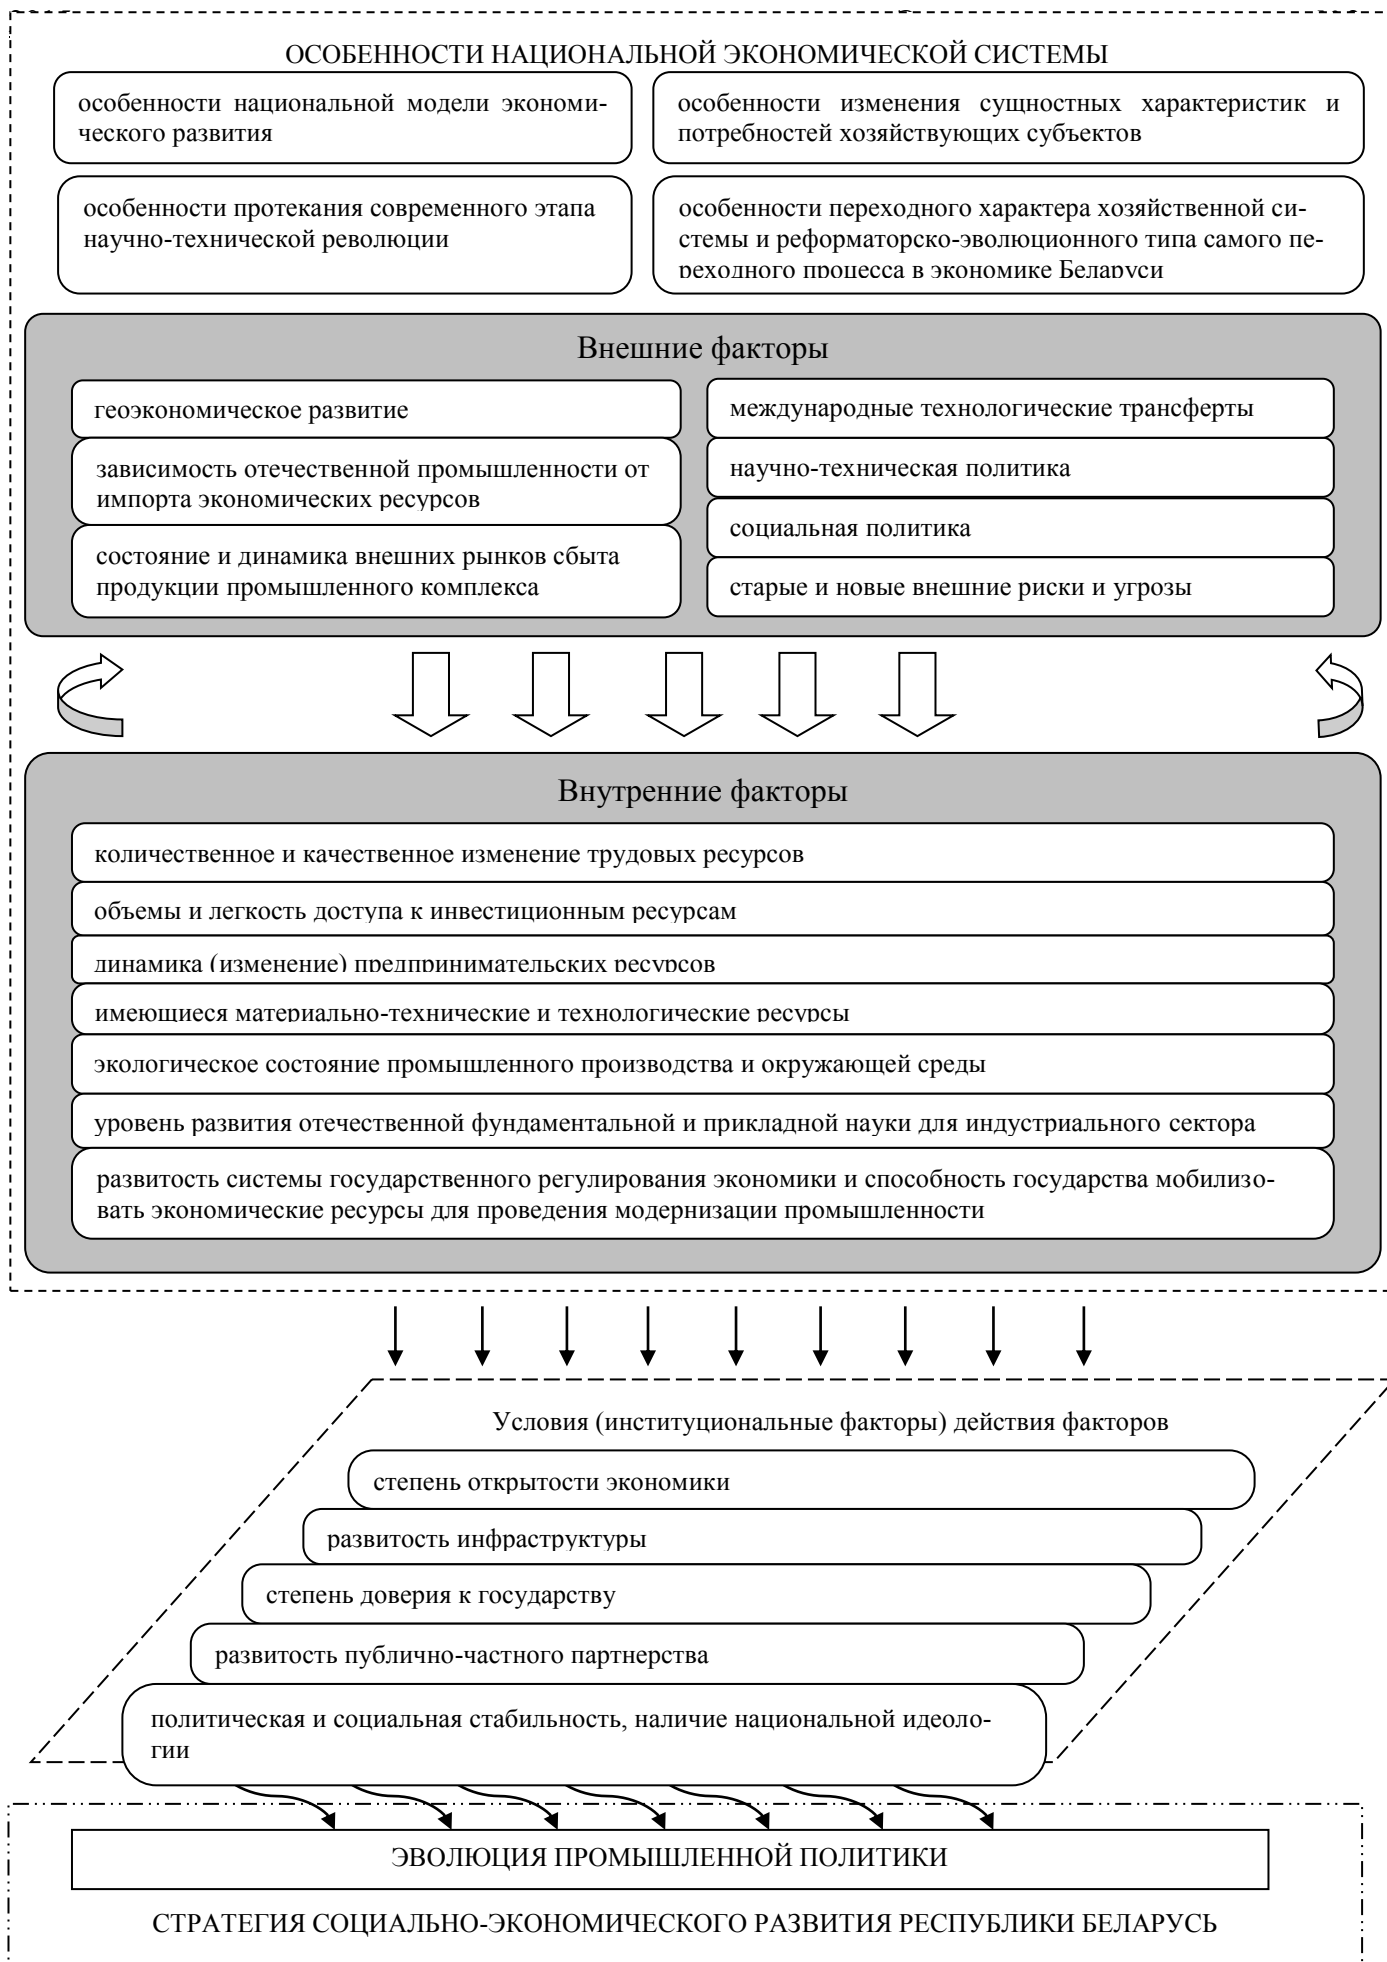 ОСОБЕННОСТИ НАЦИОНАЛЬНОЙ ЭКОНОМИЧЕСКОЙ СИСТЕМЫ
особенности национальной модели экономи-
ческого развития
особенности изменения сущностных характеристик и
потребностей хозяйствующих субъектов
особенности протекания современного этапа
научно-технической революции
особенности переходного характера хозяйственной си-
стемы и реформаторско-эволюционного типа самого пе-
реходного процесса в экономике Беларуси
Внешние факторы
геоэкономическое развитие
зависимость отечественной промышленности от
импорта экономических ресурсов
состояние и динамика внешних рынков сбыта
продукции промышленного комплекса
международные технологические трансферты
научно-техническая политика
социальная политика
старые и новые внешние риски и угрозы
Внутренние факторы
количественное и качественное изменение трудовых ресурсов
объемы и легкость доступа к инвестиционным ресурсам
динамика (изменение) предпринимательских ресурсов
имеющиеся материально-технические и технологические ресурсы
экологическое состояние промышленного производства и окружающей среды
уровень развития отечественной фундаментальной и прикладной науки для индустриального сектора
развитость системы государственного регулирования экономики и способность государства мобилизо-
вать экономические ресурсы для проведения модернизации промышленности
Условия (институциональные факторы) действия факторов
степень открытости экономики
развитость инфраструктуры
степень доверия к государству
развитость публично-частного партнерства
политическая и социальная стабильность, наличие национальной идеоло-
гии
ЭВОЛЮЦИЯ ПРОМЫШЛЕННОЙ ПОЛИТИКИ
СТРАТЕГИЯ СОЦИАЛЬНО-ЭКОНОМИЧЕСКОГО РАЗВИТИЯ РЕСПУБЛИКИ БЕЛАРУСЬ